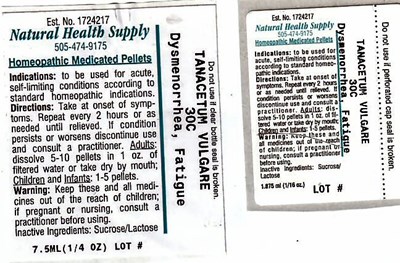 Est. No. 1724217
Natural Health Supply
505-474-9175
Homeopathic Medicated Pellets
Indications: to be used for acute,
self-limiting conditions according to
standard homeopathic indications.
Directions: Take at onset of symp-
toms. Repeat every 2 hours or as
needed until relieved. If condition
persists or worsens discontinue use
and consult a practitioner. Adults:
dissolve 5-10 pellets in 1 oz. of
filtered water or take dry by mouth;
Children and Infants: 1-5 pellets.
Warning: Keep these and all medi-
cines out of the reach of children;
if pregnant or nursing, consult a
practitioner before using.
Inactive Ingredients: Sucrose/Lactose
7.5ML(1/4 OZ) LOT #
Do not use if clear bottle seal is broken.
TANACETUM VULGARE
30C
Dysmenorrhea, Fatigue
Est. No. 1724217
Natural Health Supply
505-474-9175
Homeopathic Medicated Pellets
Indications: to be used for acute,
self-limiting conditions according
to standard homeo-
pathic indications.
Directions: Take at onset of
symptoms. Repeat every 2 hours
or as needed until relieved. If
condition persists or worsens
discontinue use and consult a
practitioner. Adults: dis-
solve 5-10 pellets in 1 oz. of
filtered water or take dry by mouth;
Children and Infants: 1-5 pellets.
Warning: Keep these and
all medicines out of the reach
of children; if pregnant or
nursing, consult a practitioner
before using.
Inactive Ingredients: Sucrose/
Lactose
1.875 ml (1/16 oz.) LOT #
TANACETUM VULGARE
30C
Dysmenorrhea, Fatigue
Do not use if perforated cap seal is broken.